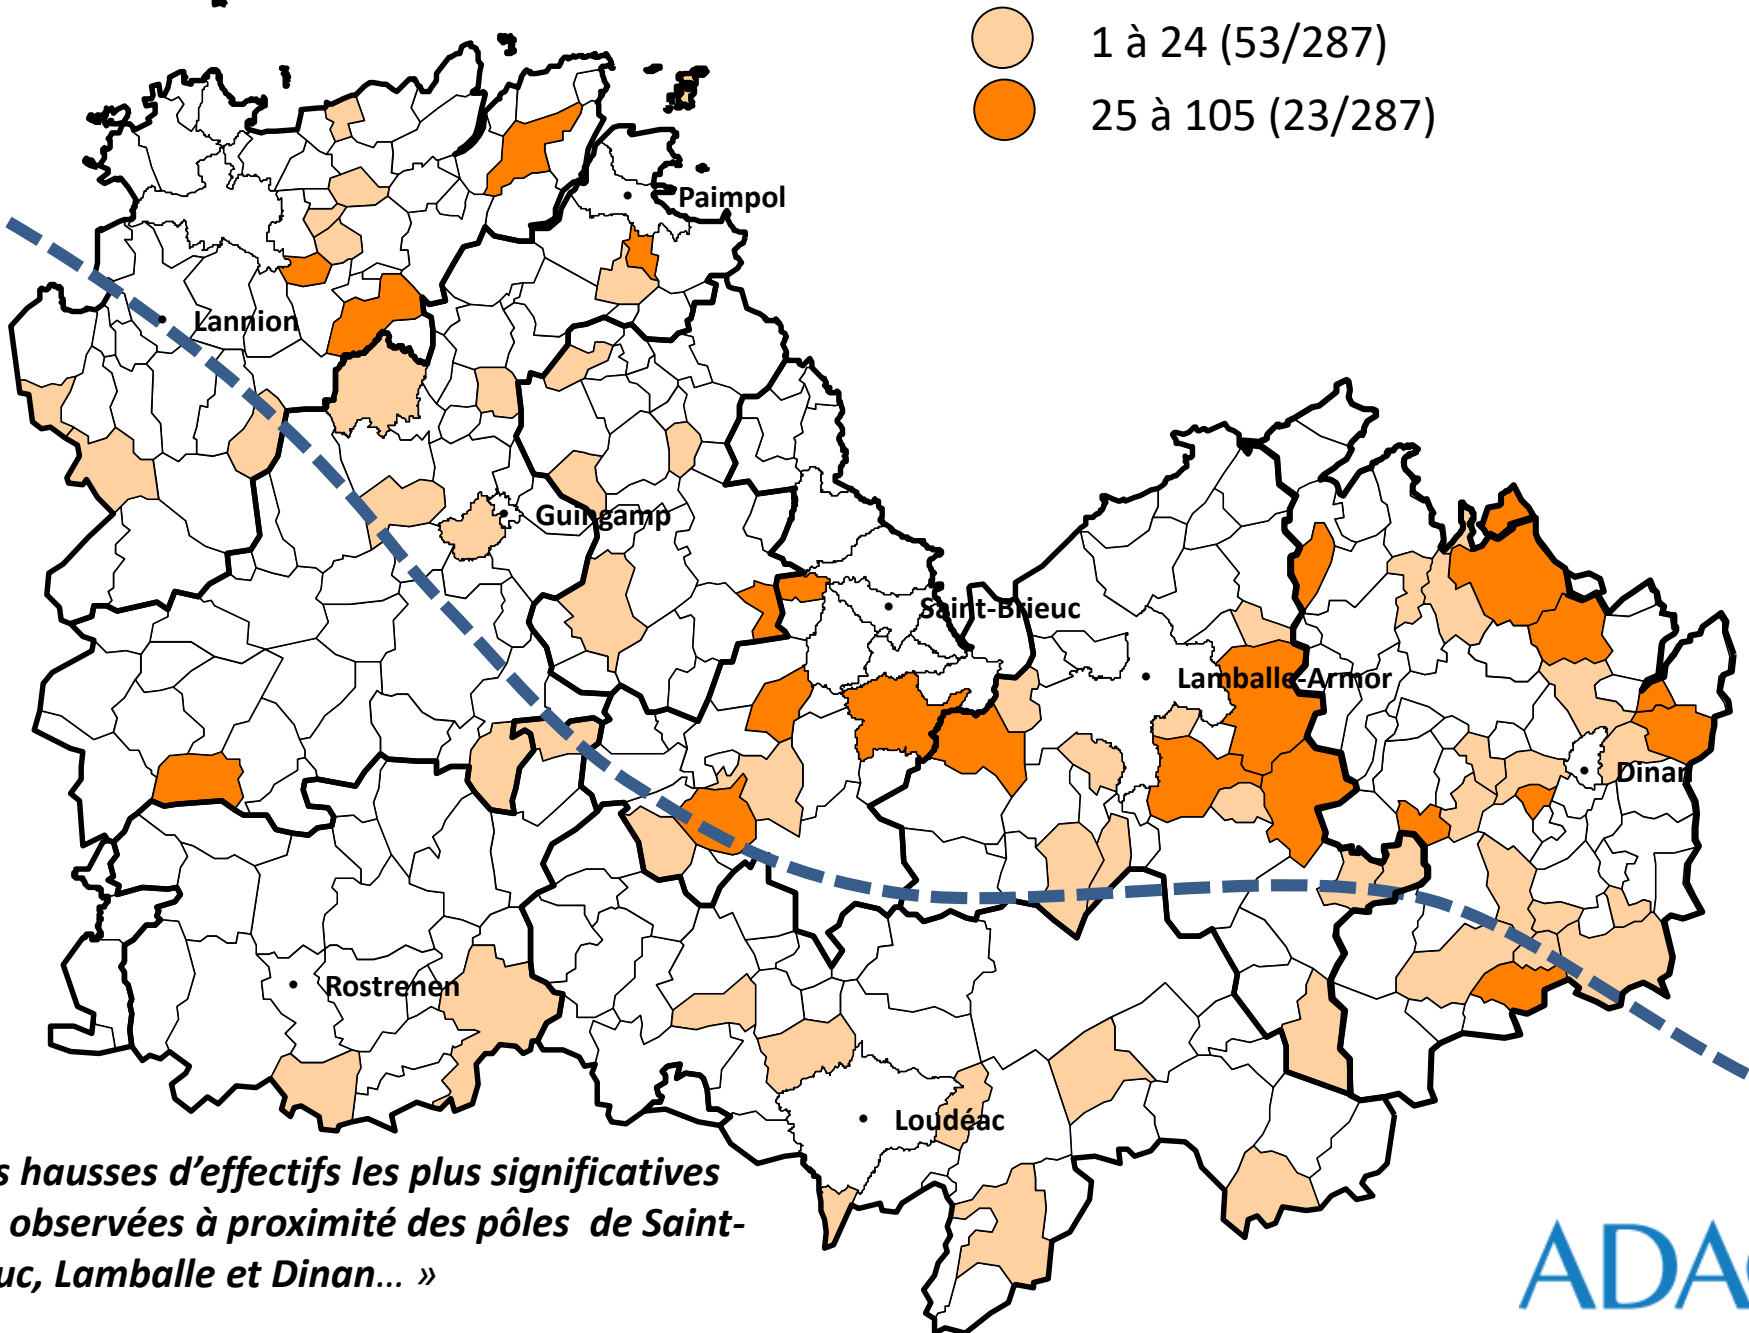 1 à 24 (53/287)
25 à 105 (23/287)
Paimpol
Lannion
Guingamp
Saint-Brieuc
Lamballe-Armor
Dinan
Rostrenen
Loudéac
s hausses d’effectifs les plus significatives
observées à proximité des pôles de Saint-
uc, Lamballe et Dinan... »
ADAC